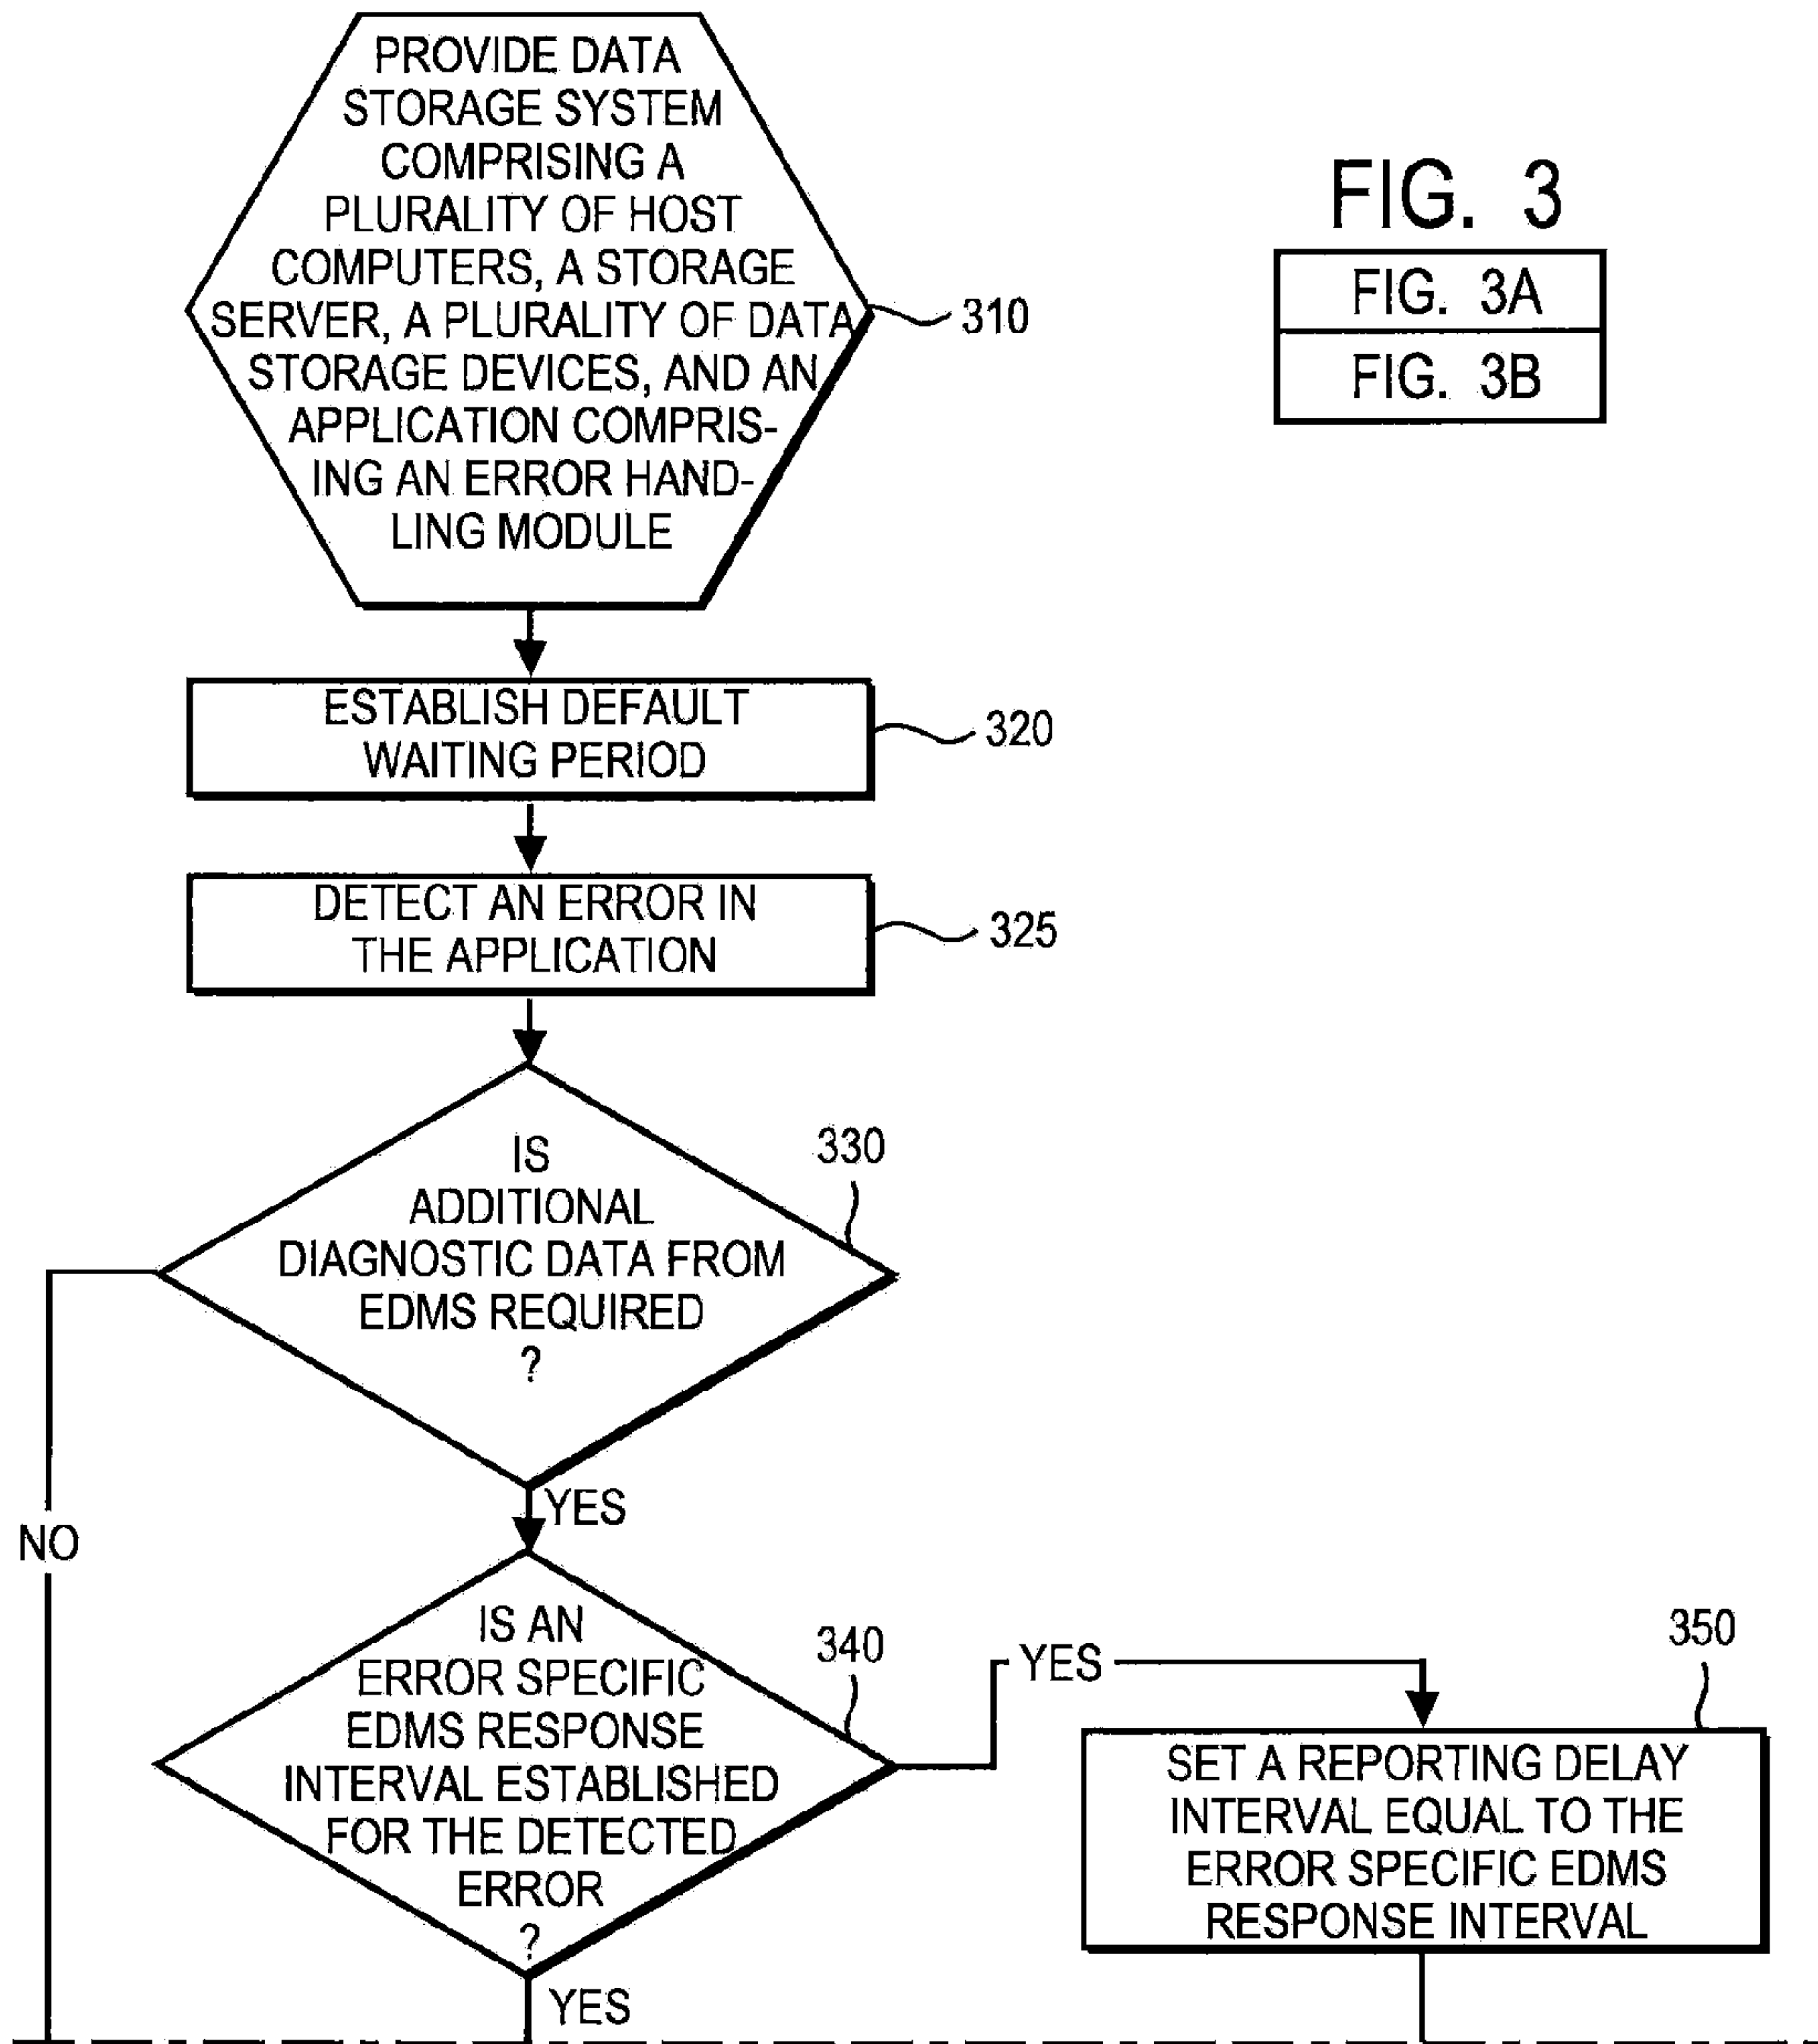 PROVIDE DATA
STORAGE SYSTEM
COMPRISING A
PLURALITY OF HOST
COMPUTERS, A STORAGE
SERVER, A PLURALITY OF DATA
STORAGE DEVICES, AND AN
APPLICATION COMPRIS-
ING AN ERROR HAND-
LING MODULE
310
FIG. 3
FIG. 3A
FIG. 3B
ESTABLISH DEFAULT
WAITING PERIOD
320
DETECT AN ERROR IN
THE APPLICATION
325
IS
ADDITIONAL
DIAGNOSTIC DATA FROM
EDMS REQUIRED
?
330
NO
YES
IS AN
ERROR SPECIFIC
EDMS RESPONSE
INTERVAL ESTABLISHED
FOR THE DETECTED
ERROR
?
340
YES
350
SET A REPORTING DELAY
INTERVAL EQUAL TO THE
ERROR SPECIFIC EDMS
RESPONSE INTERVAL
YES